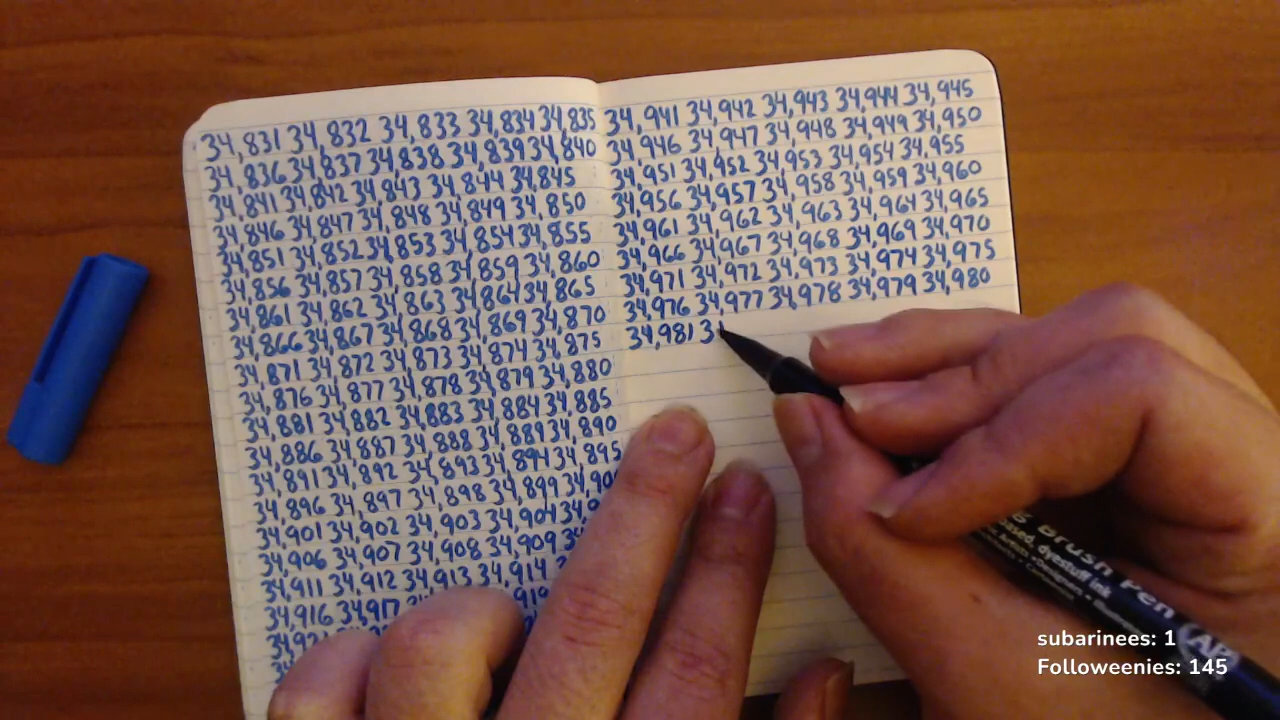 34,831 34,832 34,833 34,834 34,835
34,836 34,837 34,838 34,839 34,840
34,841 34,842 34,843 34,844 34,845
34,846 34,847 34,848 34,849 34,850
34,851 34,852 34,853 34,854 34,855
34,856 34,857 34,858 34,859 34,860
34,861 34,862 34,863 34,864 34,865
34,866 34,867 34,868 34,869 34,870
34,871 34,872 34,873 34,874 34,875
34,876 34,877 34,878 34,879 34,880
34,881 34,882 34,883 34,884 34,885
34,886 34,887 34,888 34,889 34,890
34,891 34,892 34,893 34,894 34,895
34,896 34,897 34,898 34,899
34,901 34,902 34,903 34,904
34,906 34,907 34,908 34,909
34,911 34,912 34,913 34,914
34,916 34,917
34,941 34,942 34,943 34,944 34,945
34,946 34,947 34,948 34,949 34,950
34,951 34,952 34,953 34,954 34,955
34,956 34,957 34,958 34,959 34,960
34,961 34,962 34,963 34,964 34,965
34,966 34,967 34,968 34,969 34,970
34,971 34,972 34,973 34,974 34,975
34,976 34,977 34,978 34,979 34,980
34,981 3
Brush Pen AP
dyestuff ink
subarinees: 1
Followeenies: 145